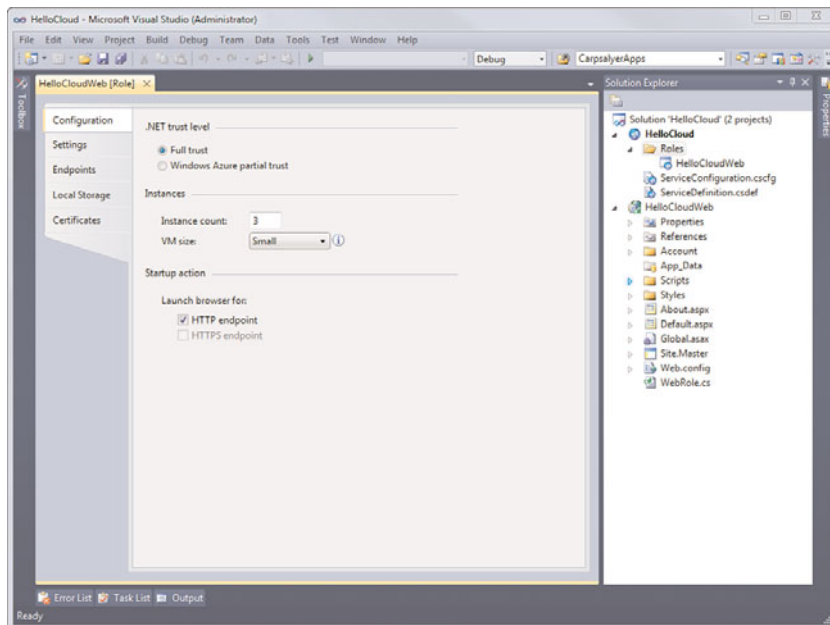 HelloCloud - Microsoft Visual Studio (Administrator)
File Edit View Project Build Debug Team Data Tools Test Window Help
Debug CarpsalyerApps
Toolbox
HelloCloudWeb [Role]
Configuration
Settings
Endpoints
Local Storage
Certificates
.NET trust level
Full trust
Windows Azure partial trust
Instances
Instance count: 3
VM size: Small
Startup action
Launch browser for:
HTTP endpoint
HTTPS endpoint
Solution Explorer
Solution 'HelloCloud' (2 projects)
HelloCloud
Roles
HelloCloudWeb
ServiceConfiguration.cscfg
ServiceDefinition.csdef
HelloCloudWeb
Properties
References
Account
App_Data
Scripts
Styles
About.aspx
Default.aspx
Global.asax
Site.Master
Web.config
WebRole.cs
Properties
Error List Task List Output
Ready